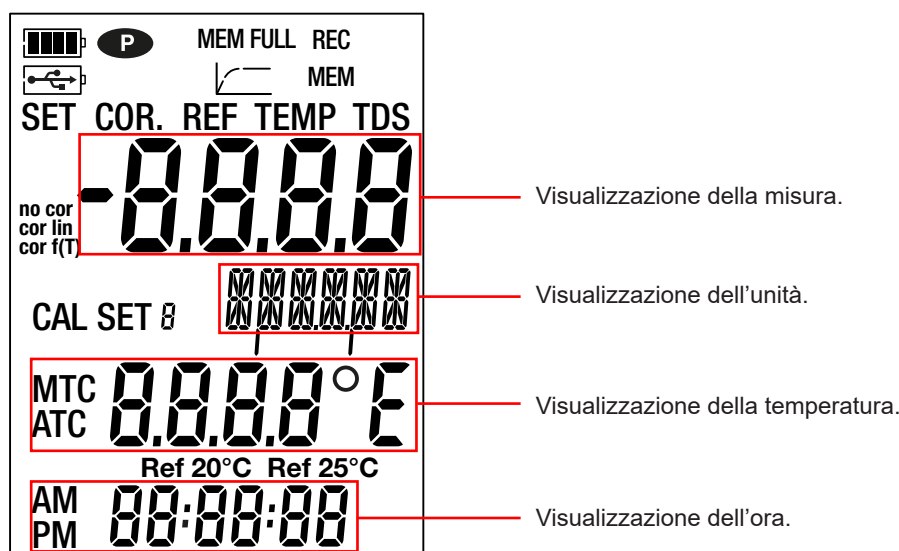 P MEM FULL REC
MEM
SET COR. REF TEMP TDS
-8.8.8.8
Visualizzazione della misura.
no cor
cor lin
cor f(T)
Visualizzazione dell'unità.
CAL SET 8
MTC
ATC
8.8.8.8°E
Visualizzazione della temperatura.
Ref 20°C Ref 25°C
AM
PM
88:88:88
Visualizzazione dell'ora.